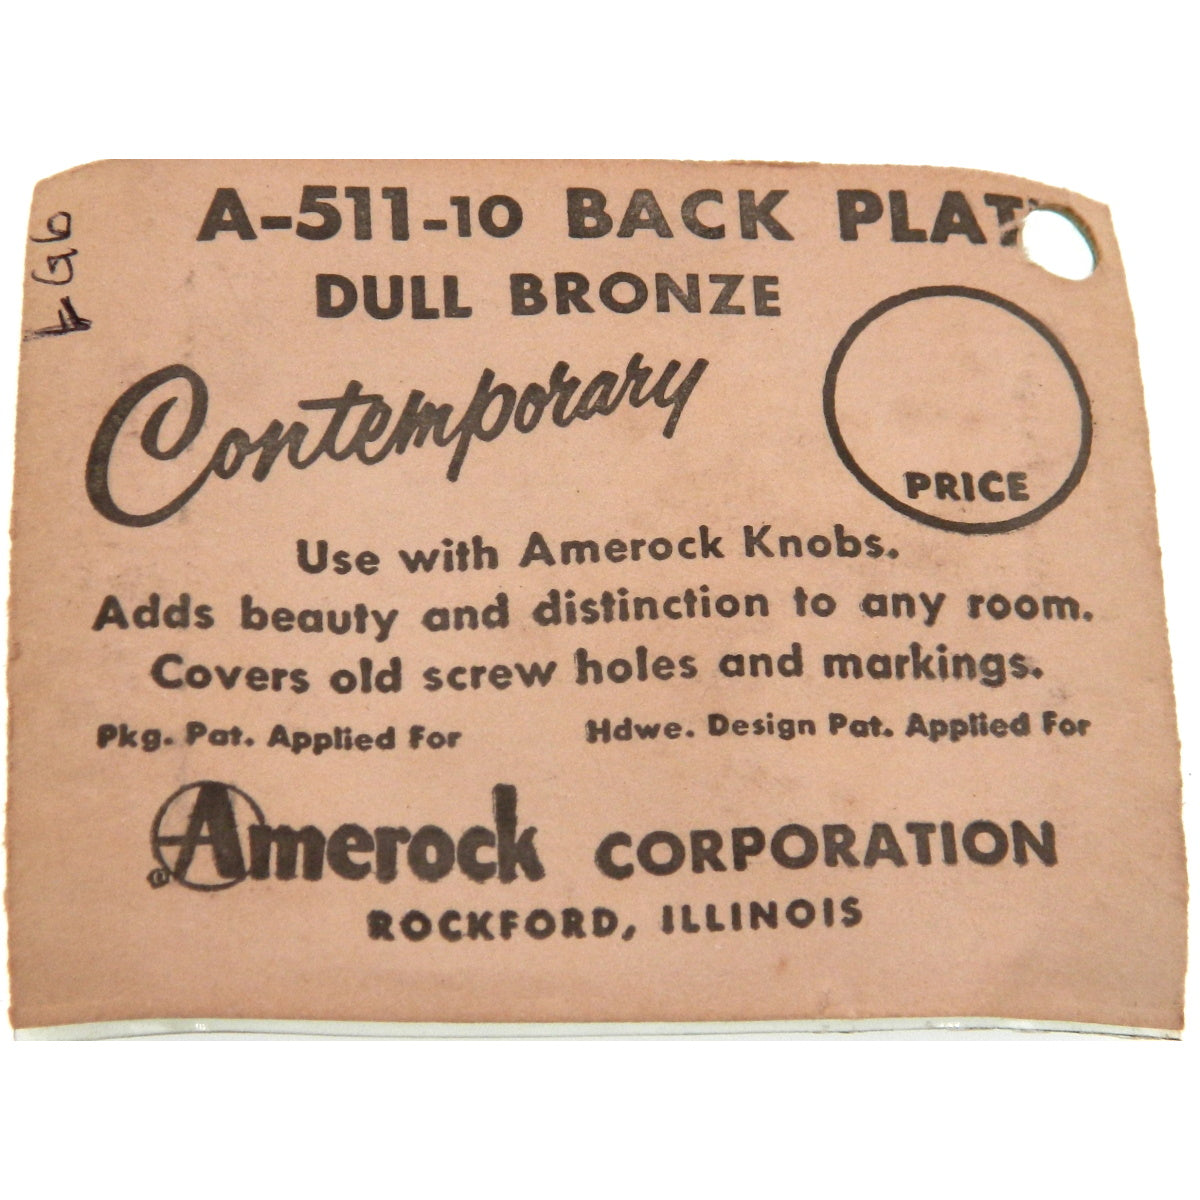 A-511-10 BACK PLAT
DULL BRONZE
Contemporary
PRICE
Use with Amerock Knobs.
Adds beauty and distinction to any room.
Covers old screw holes and markings.
Pkg. Pat. Applied For Hdwe. Design Pat. Applied For
®Amerock CORPORATION
ROCKFORD, ILLINOIS